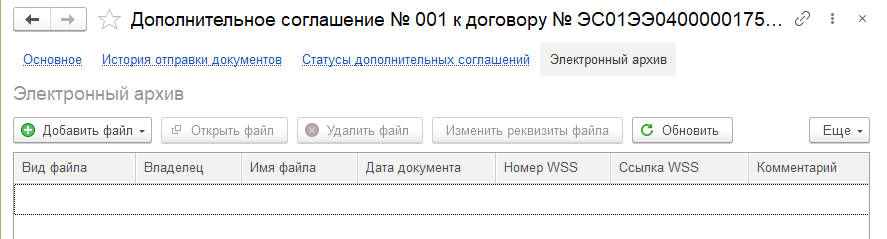 Дополнительное соглашение № 001 к договору № ЭС01ЭЭ0400000175...
Основное История отправки документов Статусы дополнительных соглашений Электронный архив
Электронный архив
Добавить файл Открыть файл Удалить файл Изменить реквизиты файла Обновить Еще
Вид файла Владелец Имя файла Дата документа Номер WSS Ссылка WSS Комментарий